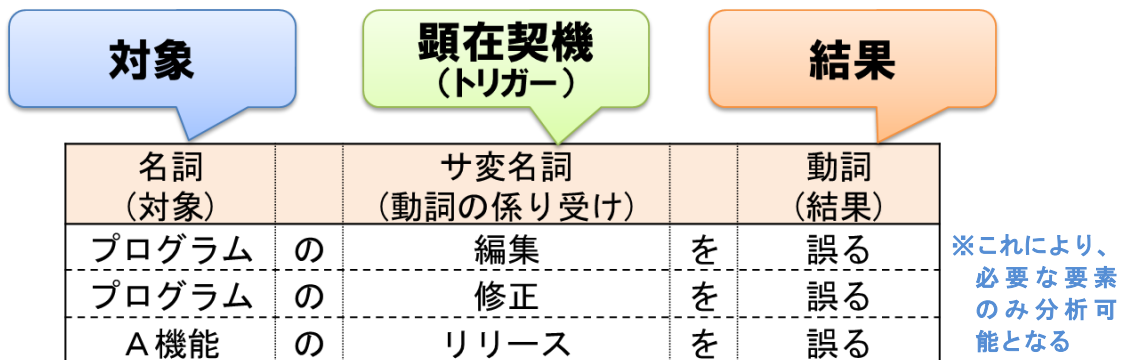 対象
顕在契機
(トリガー)
結果
名詞 サ変名詞 動詞
(対象) (動詞の係り受け) (結果)
プログラム の 編集 を 誤る
プログラム の 修正 を 誤る
A機能 の リリース を 誤る
※これにより、
必要な要素
のみ分析可
能となる